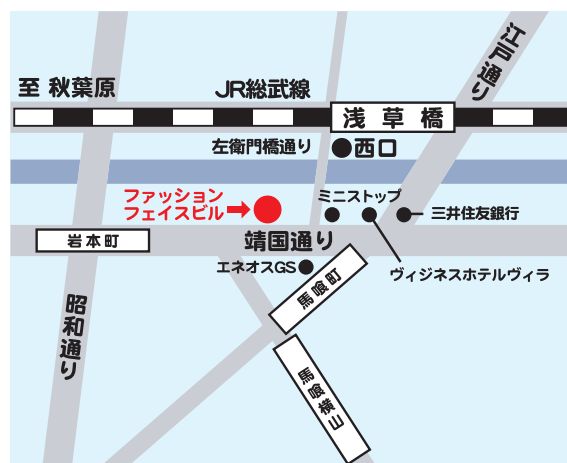 至 秋葉原
JR総武線
江戸通り
浅草橋
左衛門橋通り
西口
ファッション
フェイスビル
ミニストップ
三井住友銀行
岩本町
靖国通り
エネオスGS
ヴィジネスホテルヴィラ
馬喰町
昭和通り
馬喰横山